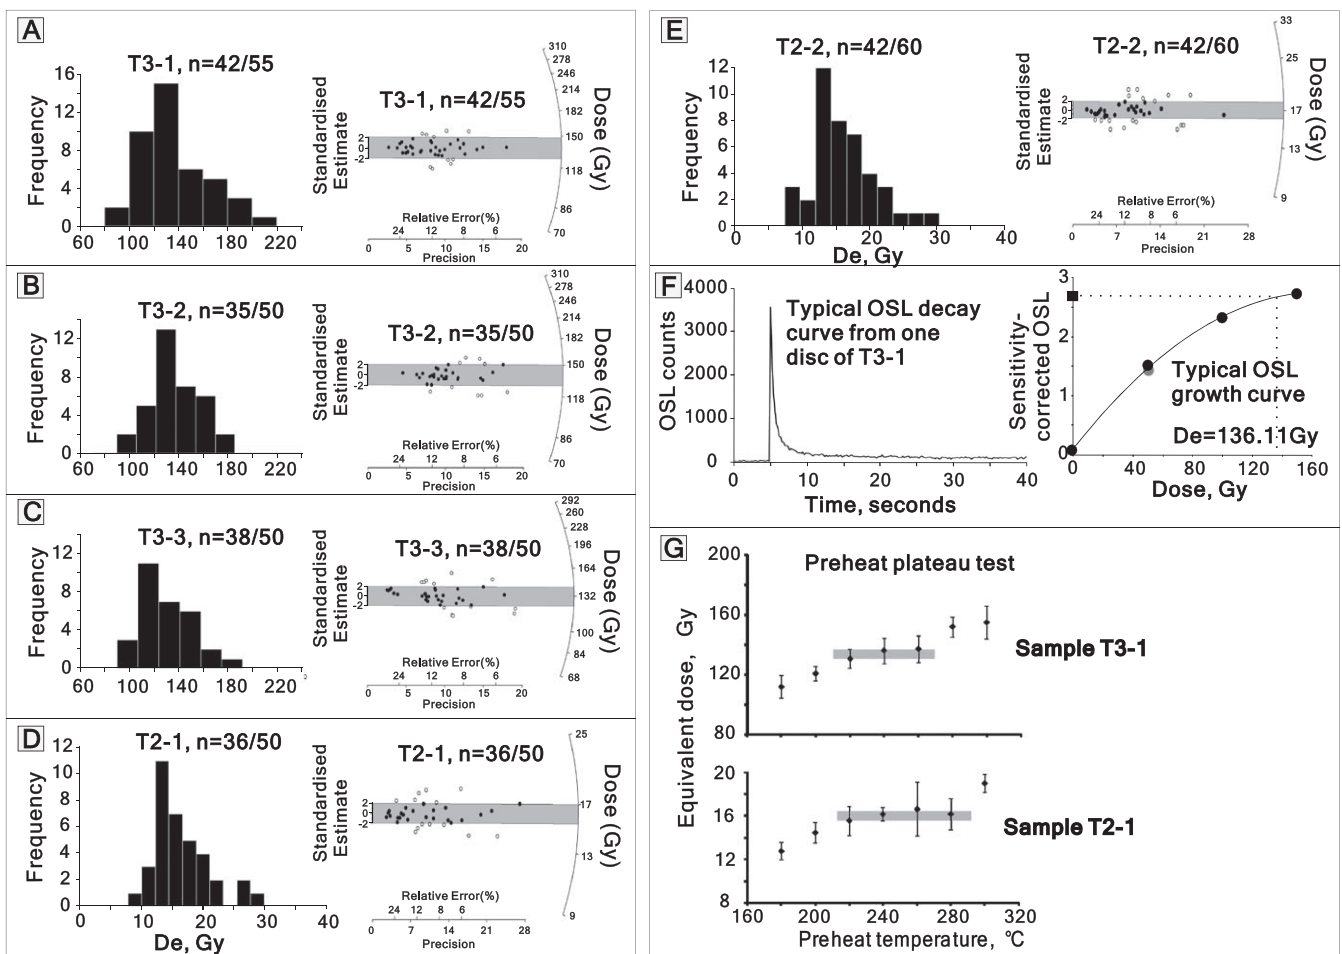 A
T3-1, n=42/55
Frequency
16
12
8
4
0
60 100 140 180 220
T3-1, n=42/55
Standardised
Estimate
2
0
-2
Relative Error(%)
24 12 8 6
0 5 10 15 20
Precision
310
278
246
214
182
150
118
86
70
Dose (Gy)
B
T3-2, n=35/50
Frequency
12
8
4
0
60 100 140 180 220
T3-2, n=35/50
Standardised
Estimate
2
0
-2
Relative Error(%)
24 12 8 6
0 5 10 15 20
Precision
310
278
246
214
182
150
118
86
70
Dose (Gy)
C
T3-3, n=38/50
Frequency
12
8
4
0
60 100 140 180 220
T3-3, n=38/50
Standardised
Estimate
2
0
-2
Relative Error(%)
24 12 8 6
0 5 10 15 20
Precision
292
260
228
196
164
132
100
84
68
Dose (Gy)
D
T2-1, n=36/50
Frequency
12
10
8
6
4
2
0
0 10 20 30 40
De, Gy
T2-1, n=36/50
Standardised
Estimate
2
0
-2
Relative Error(%)
24 12 8 6
0 7 14 21 28
Precision
25
17
13
9
Dose (Gy)
E
T2-2, n=42/60
Frequency
12
10
8
6
4
2
0
0 10 20 30 40
De, Gy
T2-2, n=42/60
Standardised
Estimate
2
0
-2
Relative Error(%)
24 12 8 6
0 7 14 21 28
Precision
33
25
17
13
9
Dose (Gy)
F
OSL counts
4000
3000
2000
1000
0
Typical OSL decay
curve from one
disc of T3-1
0 10 20 30 40
Time, seconds
Sensitivity-
corrected OSL
3
2
1
0
Typical OSL
growth curve
De=136.11Gy
0 40 80 120 160
Dose, Gy
G
Preheat plateau test
Equivalent dose, Gy
200
160
120
80
Sample T3-1
20
16
12
8
Sample T2-1
160 200 240 280 320
Preheat temperature, °C